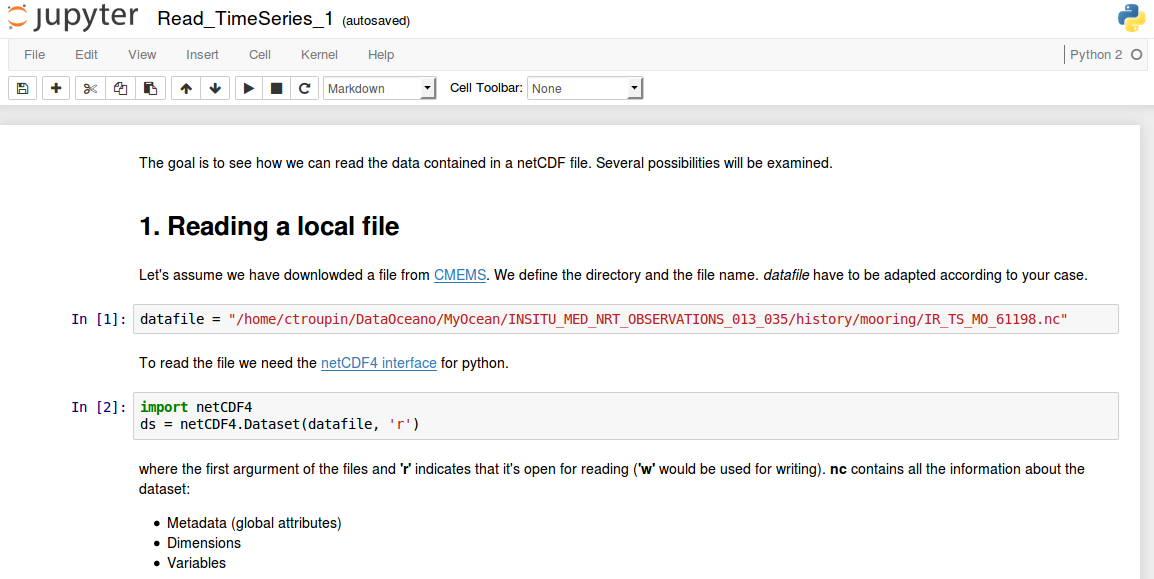 jupyter Read_TimeSeries_1 (autosaved)
File Edit View Insert Cell Kernel Help Python 2
Markdown Cell Toolbar: None
The goal is to see how we can read the data contained in a netCDF file. Several possibilities will be examined.
1. Reading a local file
Let's assume we have downlowded a file from CMEMS. We define the directory and the file name. datafile have to be adapted according to your case.
In [1]: datafile = "/home/ctroupin/DataOceano/MyOcean/INSITU_MED_NRT_OBSERVATIONS_013_035/history/mooring/IR_TS_MO_61198.nc"
To read the file we need the netCDF4 interface for python.
In [2]: import netCDF4
ds = netCDF4.Dataset(datafile, 'r')
where the first argurment of the files and 'r' indicates that it's open for reading ('w' would be used for writing). nc contains all the information about the
dataset:
• Metadata (global attributes)
• Dimensions
• Variables